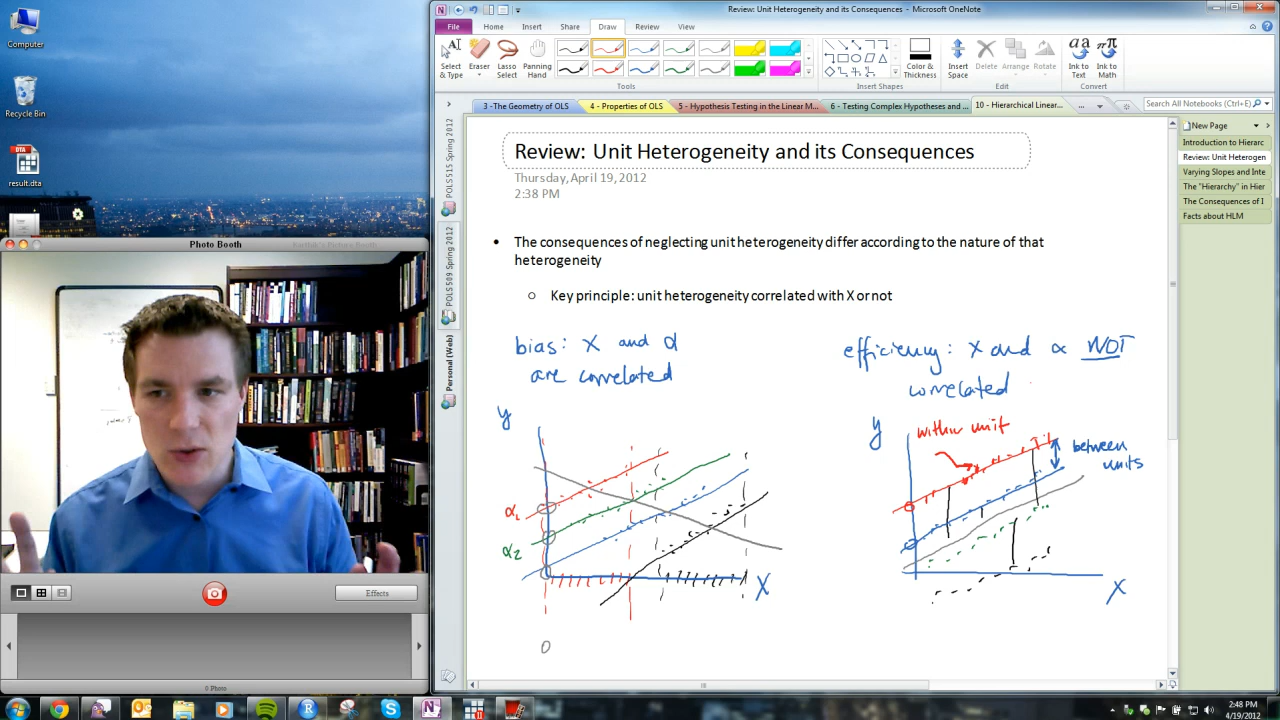 Computer
Recycle Bin
result.dta
Review: Unit Heterogeneity and its Consequences - Microsoft OneNote
File Home Insert Share Draw Review View
Select & Type
Eraser
Lasso Select
Panning Hand
Color & Thickness
Insert Space
Delete
Arrange
Rotate
Ink to Text
Ink to Math
Tools
Insert Shapes
Edit
Convert
3 -The Geometry of OLS
4 - Properties of OLS
5 - Hypothesis Testing in the Linear M...
6 - Testing Complex Hypotheses and ...
10 - Hierarchical Linear...
Search All Notebooks (Ctrl+E)
POLS 515 Spring 2012
POLS 509 Spring 2012
Personal (Web)
New Page
Introduction to Hierarc
Review: Unit Heterogen
Varying Slopes and Inte
The "Hierarchy" in Hier
The Consequences of I
Facts about HLM
Review: Unit Heterogeneity and its Consequences
Thursday, April 19, 2012
2:38 PM
• The consequences of neglecting unit heterogeneity differ according to the nature of that
heterogeneity
○ Key principle: unit heterogeneity correlated with X or not
bias: X and α
are correlated
efficiency: X and α NOT
correlated
y
α1
α2
X
0
y
within unit
between
units
X
Photo Booth
Effects
0 Photo
2:48 PM
4/19/2012